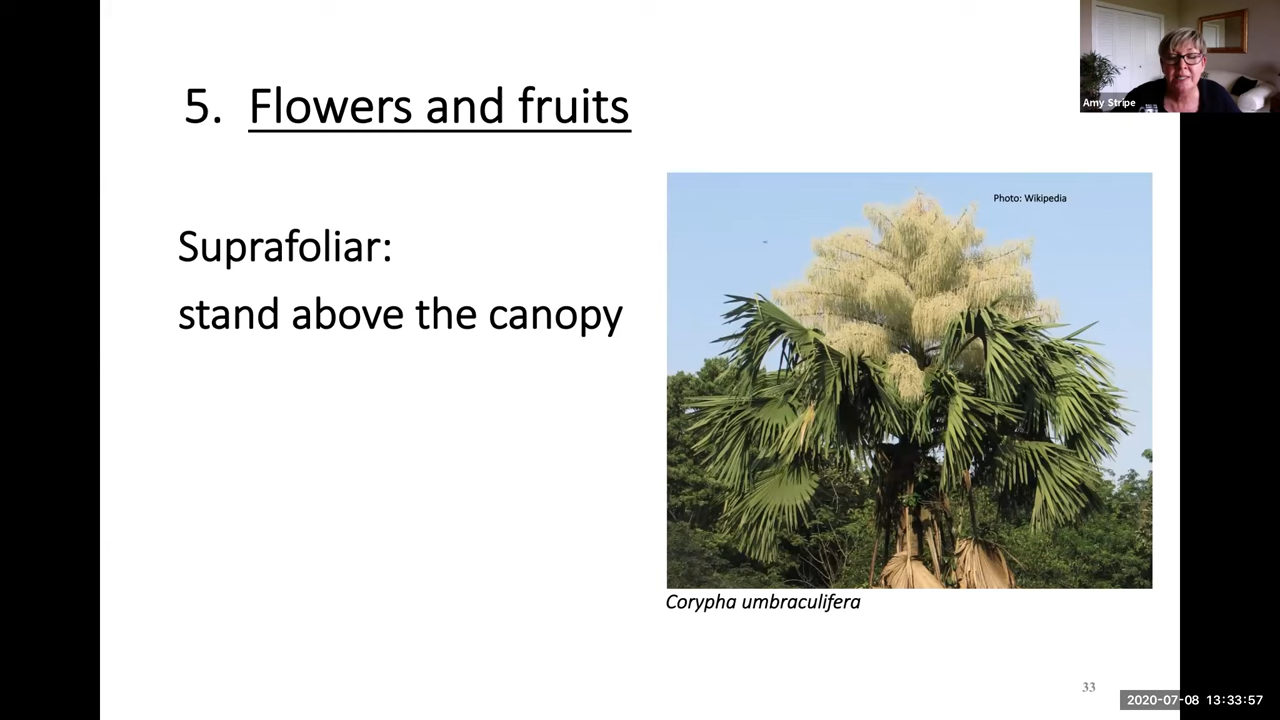 5. Flowers and fruits
Suprafoliar:
stand above the canopy
Photo: Wikipedia
Corypha umbraculifera
33
Amy Stripe
2020-07-08 13:33:57